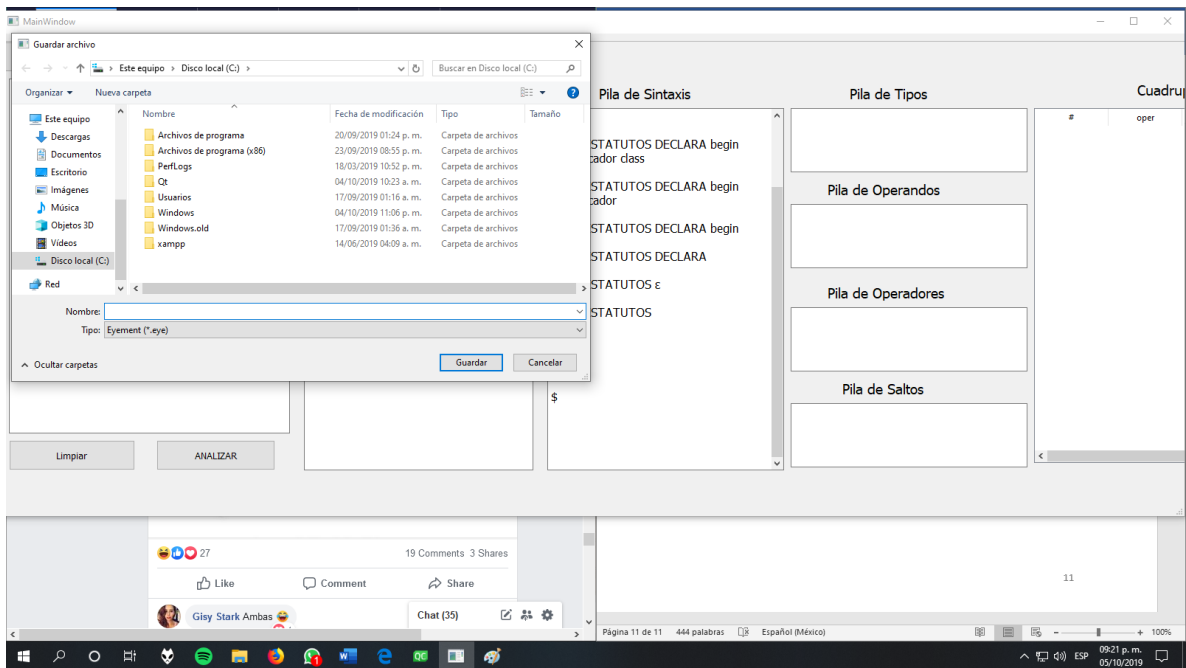 MainWindow
Guardar archivo
Este equipo > Disco local (C:) >
Buscar en Disco local (C:)
Organizar
Nueva carpeta
Este equipo
Descargas
Documentos
Escritorio
Imágenes
Música
Objetos 3D
Vídeos
Disco local (C:)
Red
Nombre Fecha de modificación Tipo Tamaño
Archivos de programa 20/09/2019 01:24 p. m. Carpeta de archivos
Archivos de programa (x86) 23/09/2019 08:55 p. m. Carpeta de archivos
PerfLogs 18/03/2019 10:52 p. m. Carpeta de archivos
Qt 04/10/2019 10:23 a. m. Carpeta de archivos
Usuarios 17/09/2019 01:16 a. m. Carpeta de archivos
Windows 04/10/2019 11:06 p. m. Carpeta de archivos
Windows.old 17/09/2019 01:36 a. m. Carpeta de archivos
xampp 14/06/2019 04:09 a. m. Carpeta de archivos
Nombre:
Tipo: Eyement (*.eye)
Ocultar carpetas
Guardar
Cancelar
Pila de Sintaxis
STATUTOS DECLARA begin
cador class
STATUTOS DECLARA begin
cador
STATUTOS DECLARA begin
STATUTOS DECLARA
STATUTOS ε
STATUTOS
$
Pila de Tipos
Pila de Operandos
Pila de Operadores
Pila de Saltos
Cuadru
# oper
Limpiar
ANALIZAR
27
19 Comments 3 Shares
Like Comment Share
Gisy Stark Ambas
Chat (35)
11
Página 11 de 11 444 palabras Español (México)
100%
ESP
09:21 p. m.
05/10/2019